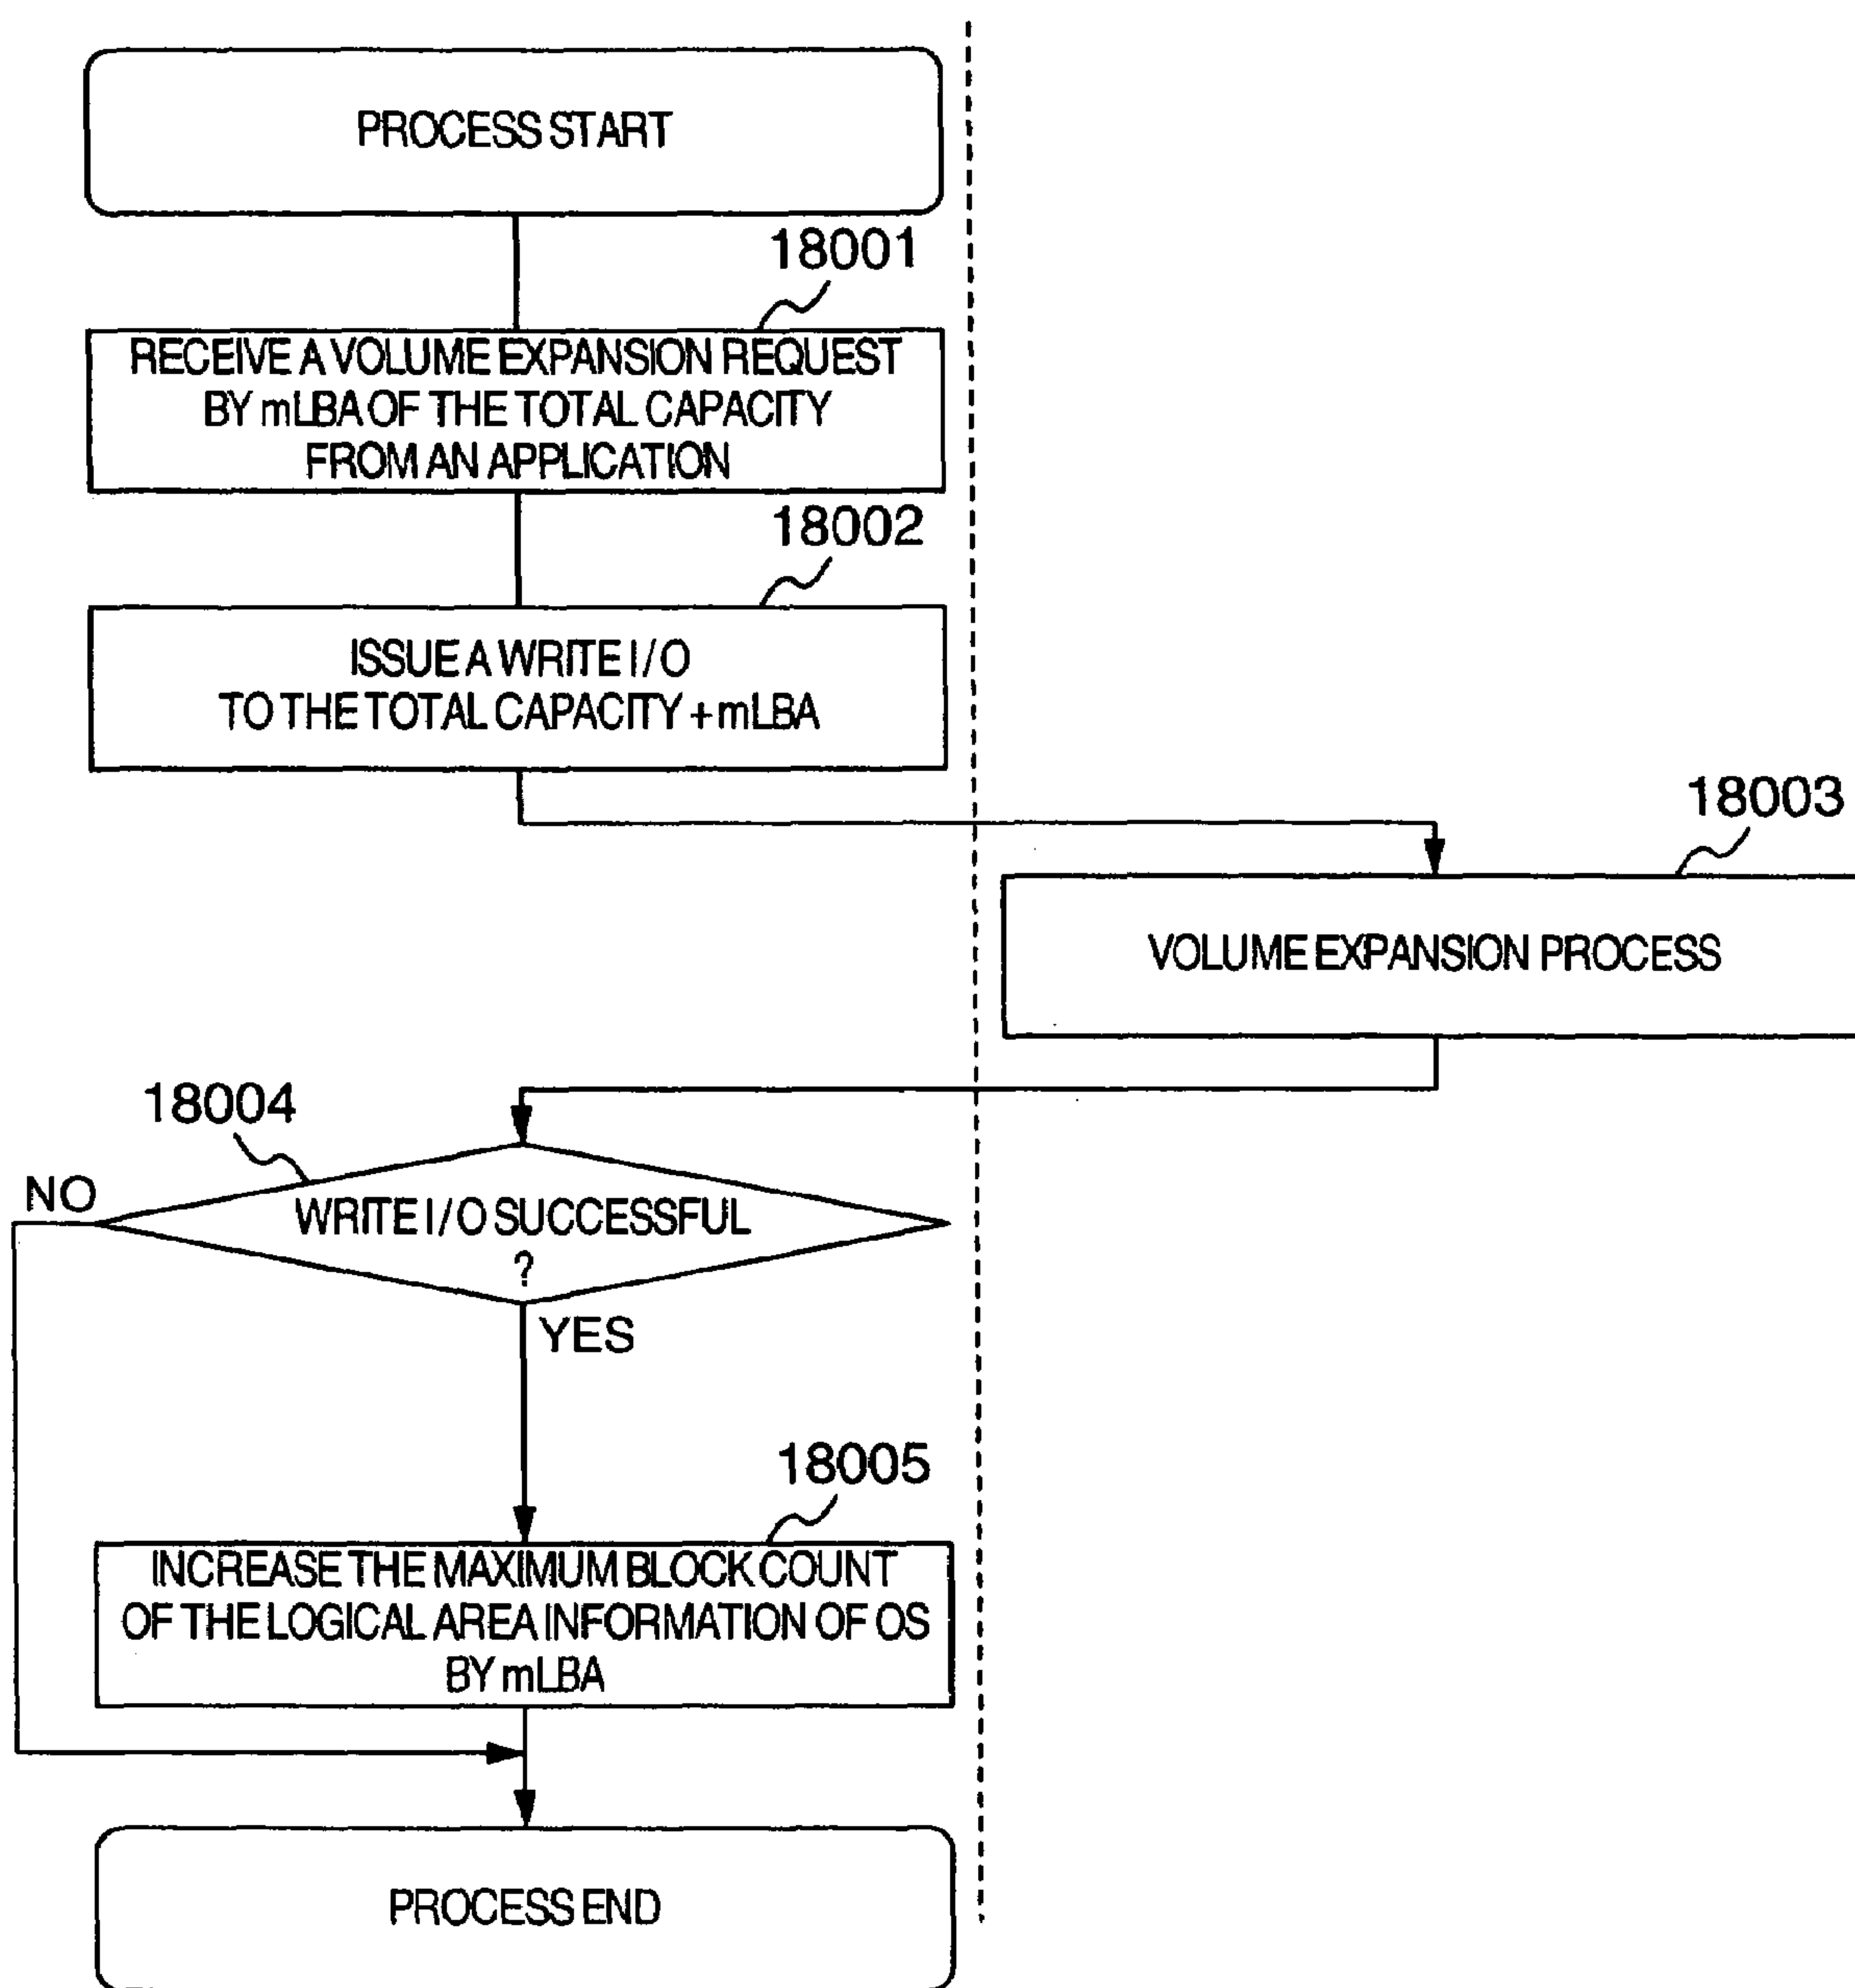 PROCESS START
18001
RECEIVE A VOLUME EXPANSION REQUEST
BY mLBA OF THE TOTAL CAPACITY
FROM AN APPLICATION
18002
ISSUE A WRITE I/O
TO THE TOTAL CAPACITY + mLBA
18003
VOLUME EXPANSION PROCESS
18004
NO
WRITE I/O SUCCESSFUL
?
YES
18005
INCREASE THE MAXIMUM BLOCK COUNT
OF THE LOGICAL AREA INFORMATION OF OS
BY mLBA
PROCESS END